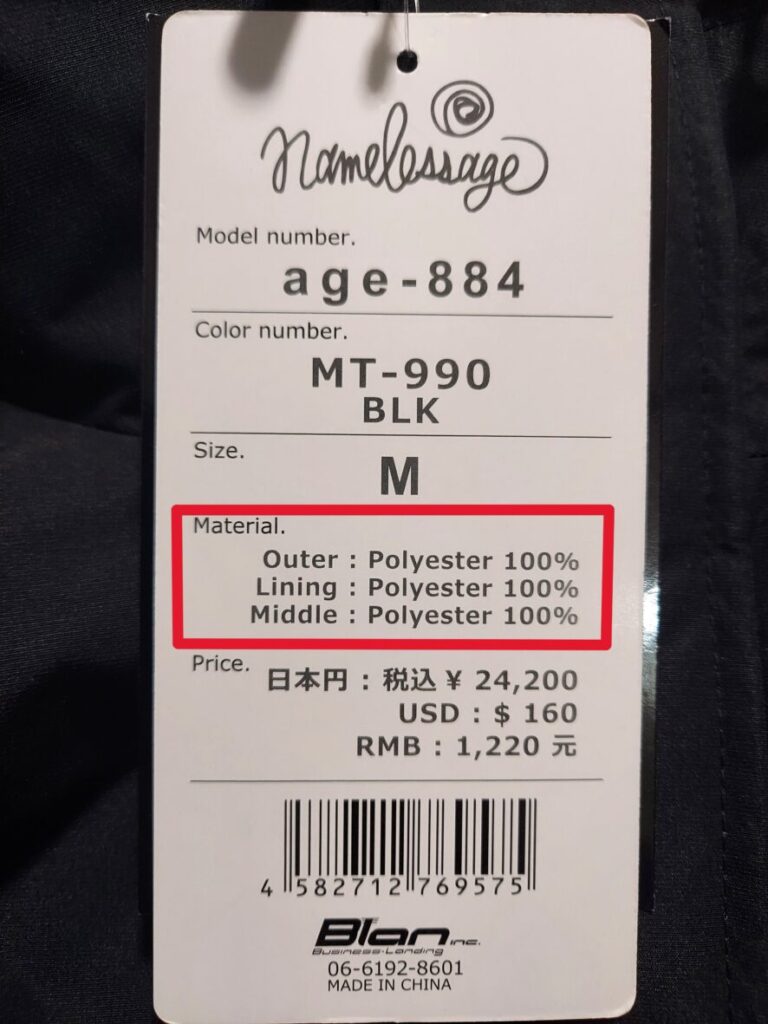 namelessage
Model number.
age-884
Color number.
MT-990
BLK
Size.
M
Material.
Outer : Polyester 100%
Lining : Polyester 100%
Middle : Polyester 100%
Price.
日本円 : 税込 ¥ 24,200
USD : $ 160
RMB : 1,220 元
4 582712 769575
Blan inc.
Business-Landing
06-6192-8601
MADE IN CHINA